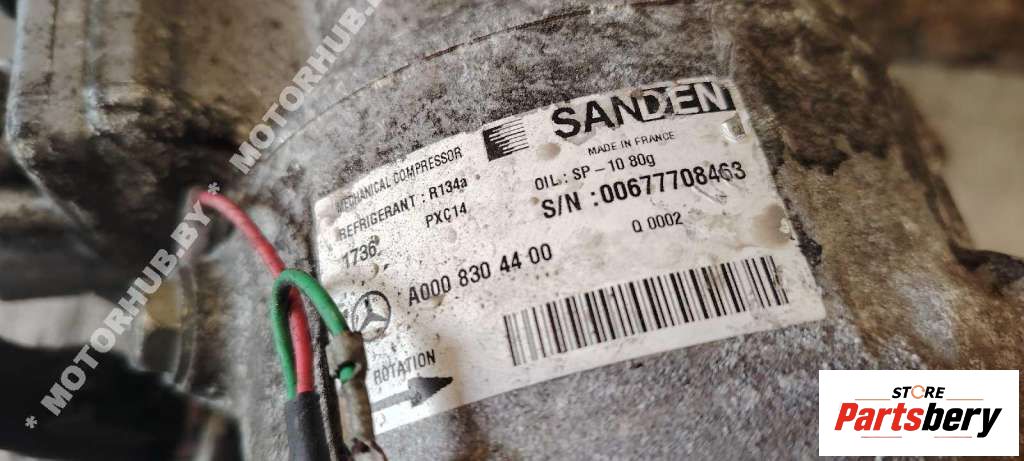 SANDEN
MADE IN FRANCE
MECHANICAL COMPRESSOR
OIL : SP - 10 80g
REFRIGERANT : R134a
S/N : 00677708463
PXC14
1736
Q 0002
A000 830 44 00
ROTATION
* MOTORHUB.BY * MOTORHUB.BY
STORE
Partsbery